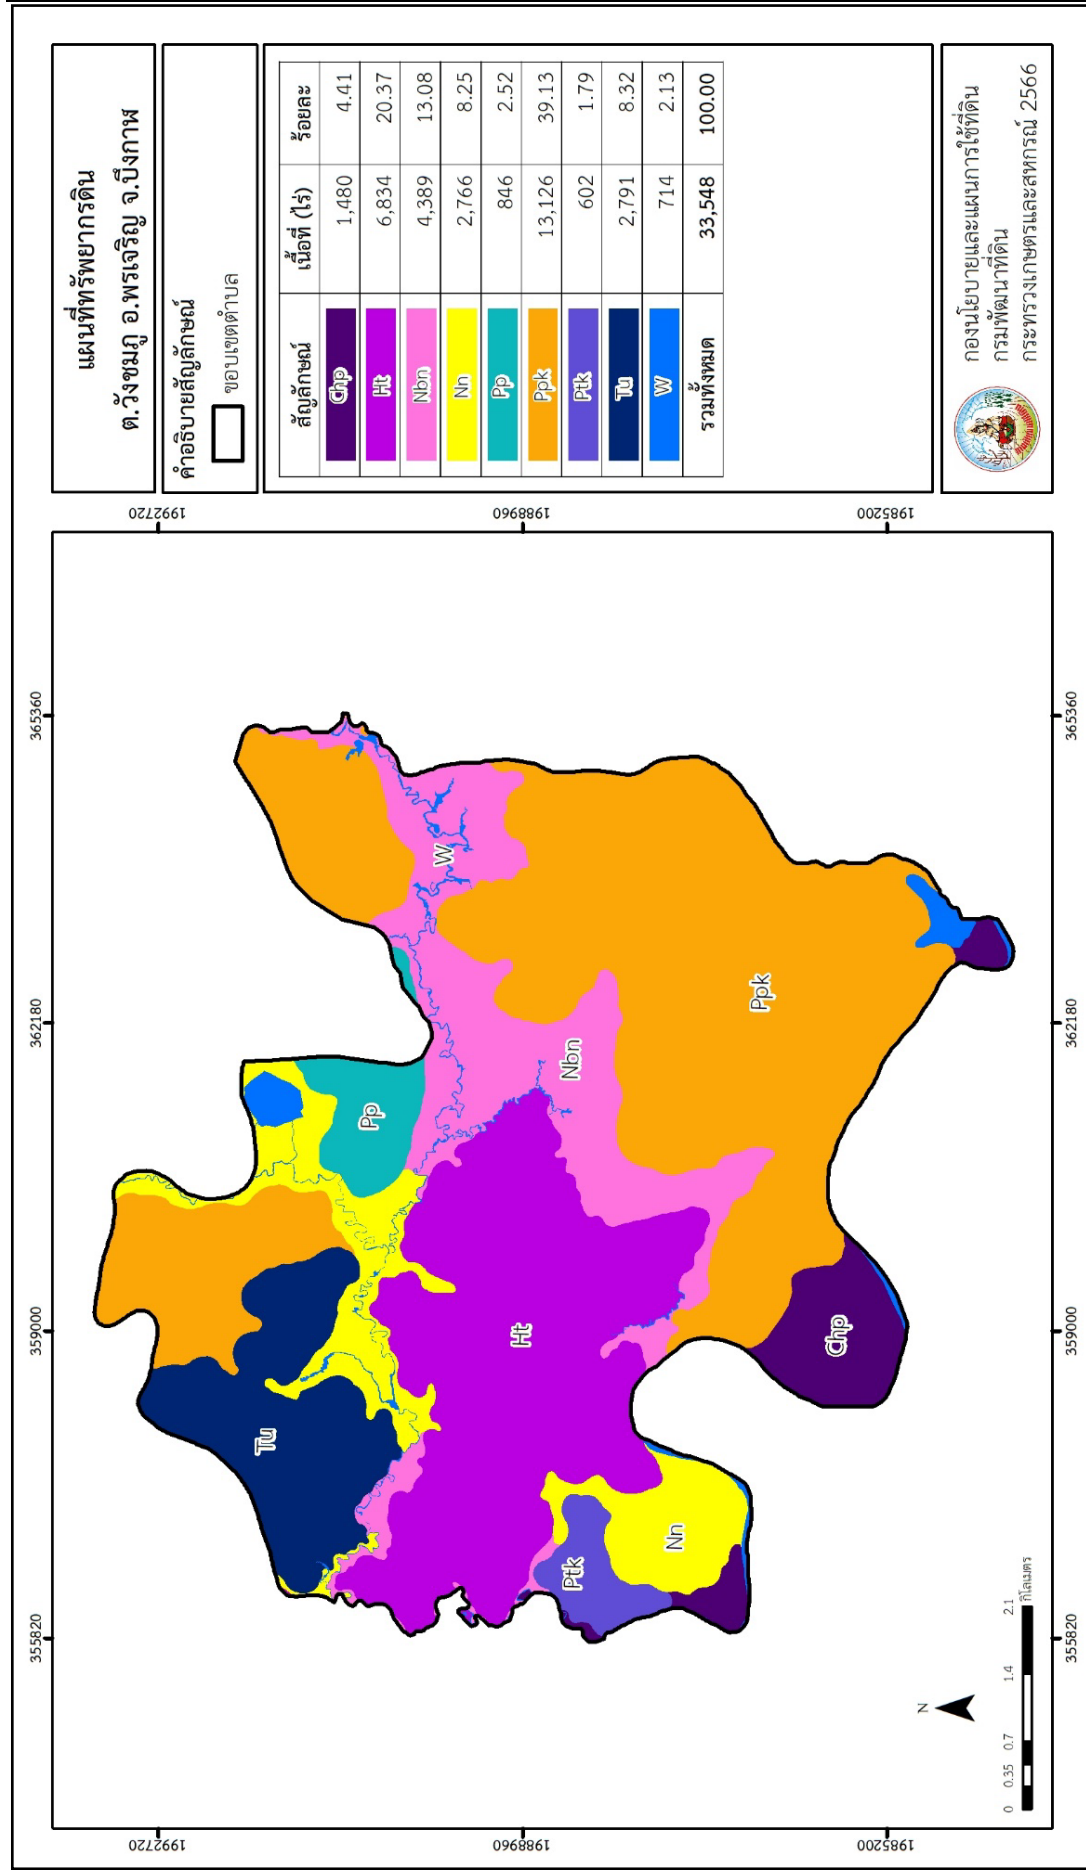 แผนที่ทรัพยากรดิน
ต.วังชมภู อ.พรเจริญ จ.บึงกาฬ
คำอธิบายสัญลักษณ์
ขอบเขตตำบล
สัญลักษณ์ เนื้อที่ (ไร่) ร้อยละ
Chp 1,480 4.41
Ht 6,834 20.37
Nbn 4,389 13.08
Nn 2,766 8.25
Pp 846 2.52
Ppk 13,126 39.13
Ptk 602 1.79
Tu 2,791 8.32
W 714 2.13
รวมทั้งหมด 33,548 100.00
กองนโยบายและแผนการใช้ที่ดิน
กรมพัฒนาที่ดิน
กระทรวงเกษตรและสหกรณ์ 2566
355820 359000 362180 365360
1992720 1992720
1988960 1988960
1985200 1985200
355820 359000 362180 365360
Tu
Pp
W
Ht
Nbn
Ptk
Nn
Ppk
Chp
N
0 0.35 0.7 1.4 2.1
กิโลเมตร